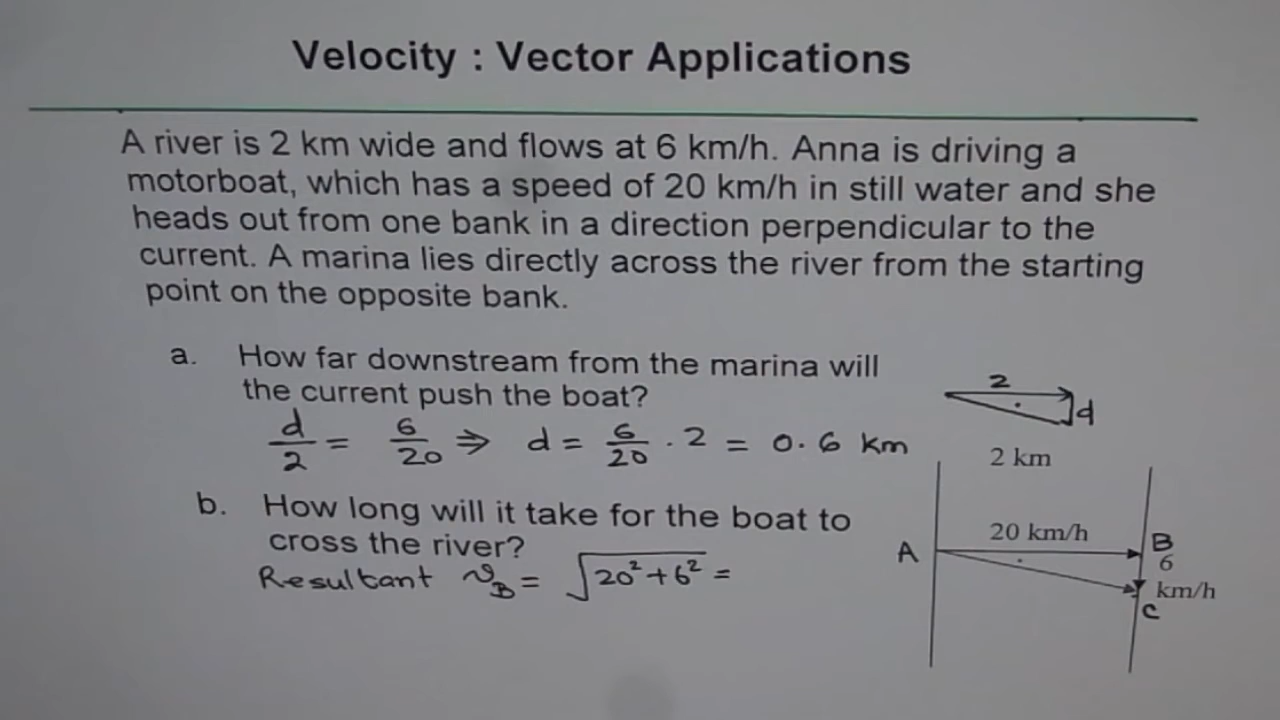 Velocity : Vector Applications
A river is 2 km wide and flows at 6 km/h. Anna is driving a
motorboat, which has a speed of 20 km/h in still water and she
heads out from one bank in a direction perpendicular to the
current. A marina lies directly across the river from the starting
point on the opposite bank.
a. How far downstream from the marina will
the current push the boat?
d/2 = 6/20 ⇒ d = 6/20 . 2 = 0.6 km
b. How long will it take for the boat to
cross the river?
Resultant v_B = √(20² + 6²) =
2
d
2 km
20 km/h
A
B
6
km/h
C